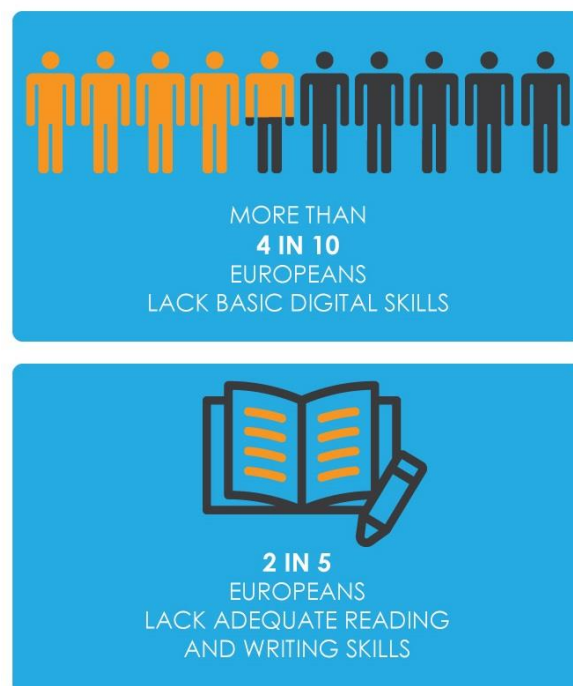 MORE THAN
4 IN 10
EUROPEANS
LACK BASIC DIGITAL SKILLS
2 IN 5
EUROPEANS
LACK ADEQUATE READING
AND WRITING SKILLS